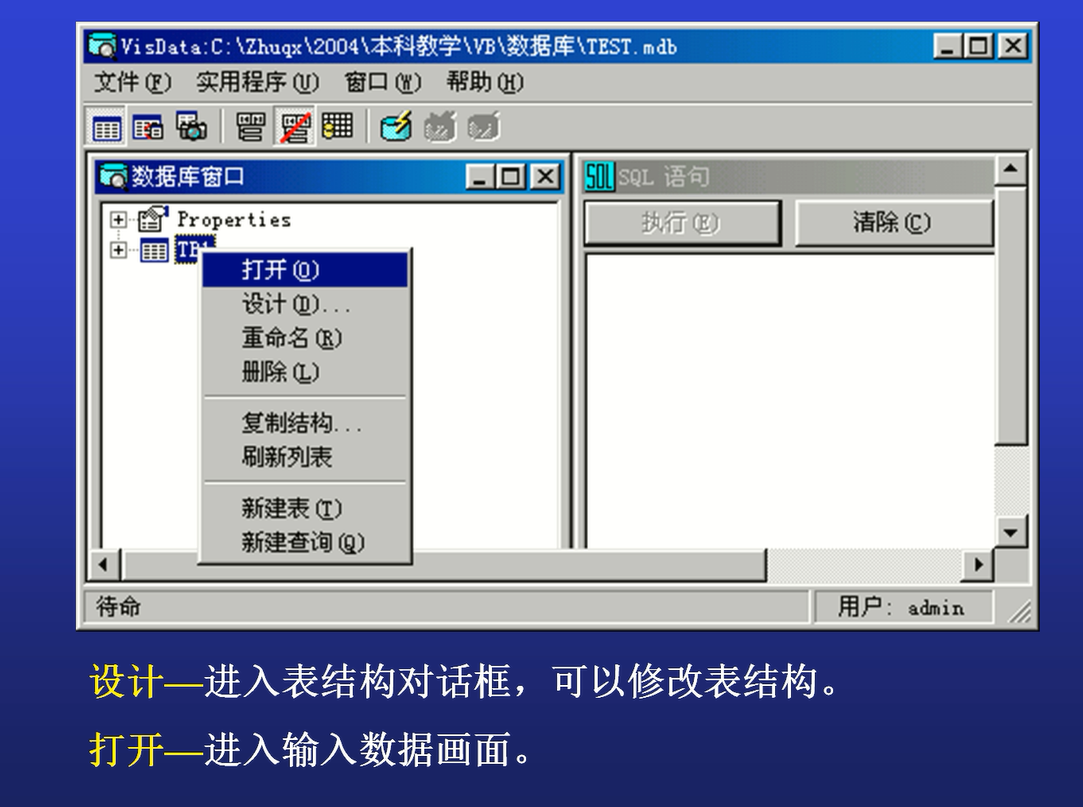 VisData:C:\Zhuqx\2004\本科教学\VB\数据库\TEST.mdb
文件(F) 实用程序(U) 窗口(W) 帮助(H)
数据库窗口
Properties
打开(O)
设计(D)...
重命名(R)
删除(L)
复制结构...
刷新列表
新建表(T)
新建查询(Q)
SQL SQL 语句
执行(E) 清除(C)
待命 用户: admin
设计—进入表结构对话框，可以修改表结构。
打开—进入输入数据画面。